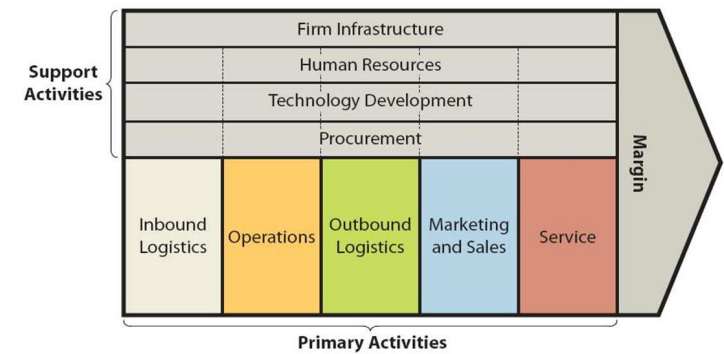 Support
Activities
Firm Infrastructure
Human Resources
Technology Development
Procurement
Inbound
Logistics
Operations
Outbound
Logistics
Marketing
and Sales
Service
Margin
Primary Activities